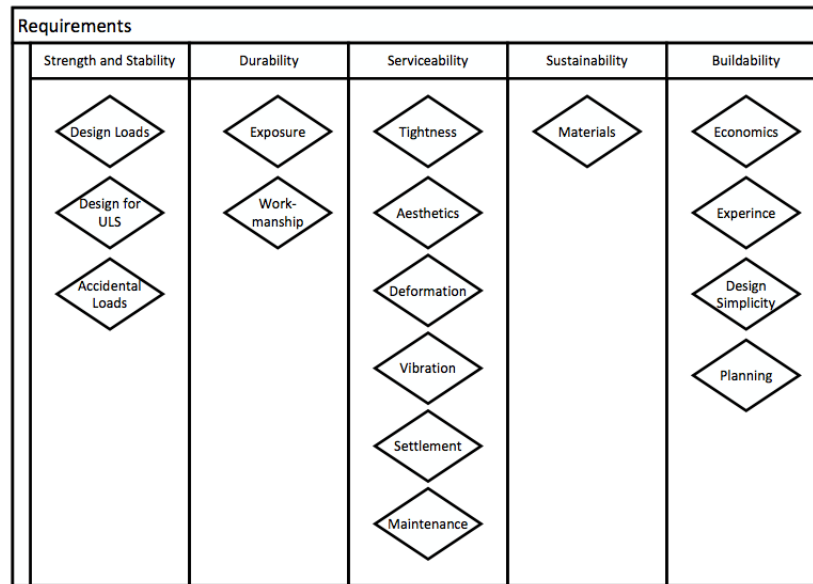 Requirements
Strength and Stability
Durability
Serviceability
Sustainability
Buildability
Design Loads
Design for
ULS
Accidental
Loads
Exposure
Work-
manship
Tightness
Aesthetics
Deformation
Vibration
Settlement
Maintenance
Materials
Economics
Experince
Design
Simplicity
Planning